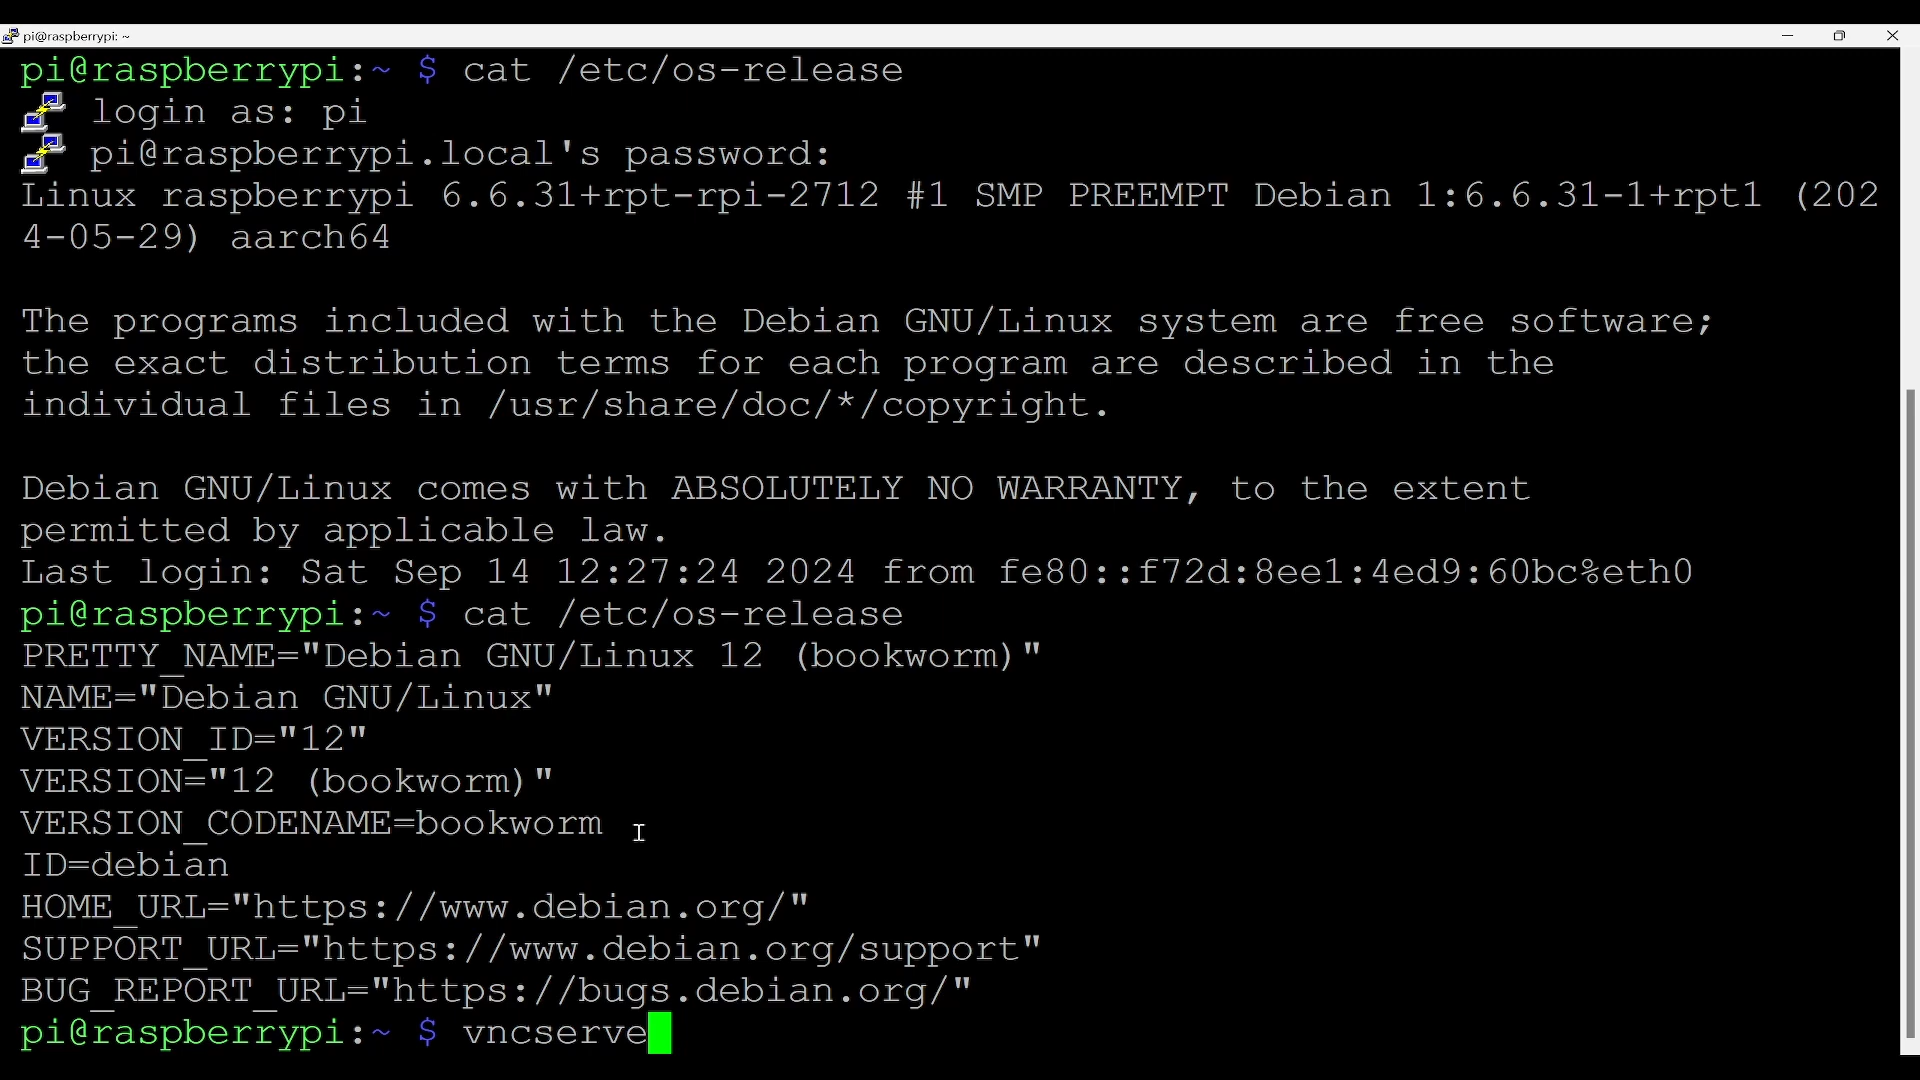 pi@raspberrypi: ~
pi@raspberrypi:~ $ cat /etc/os-release
login as: pi
pi@raspberrypi.local's password:
Linux raspberrypi 6.6.31+rpt-rpi-2712 #1 SMP PREEMPT Debian 1:6.6.31-1+rpt1 (202
4-05-29) aarch64
The programs included with the Debian GNU/Linux system are free software;
the exact distribution terms for each program are described in the
individual files in /usr/share/doc/*/copyright.
Debian GNU/Linux comes with ABSOLUTELY NO WARRANTY, to the extent
permitted by applicable law.
Last login: Sat Sep 14 12:27:24 2024 from fe80::f72d:8ee1:4ed9:60bc%eth0
pi@raspberrypi:~ $ cat /etc/os-release
PRETTY_NAME="Debian GNU/Linux 12 (bookworm)"
NAME="Debian GNU/Linux"
VERSION_ID="12"
VERSION="12 (bookworm)"
VERSION_CODENAME=bookworm
ID=debian
HOME_URL="https://www.debian.org/"
SUPPORT_URL="https://www.debian.org/support"
BUG_REPORT_URL="https://bugs.debian.org/"
pi@raspberrypi:~ $ vncserve